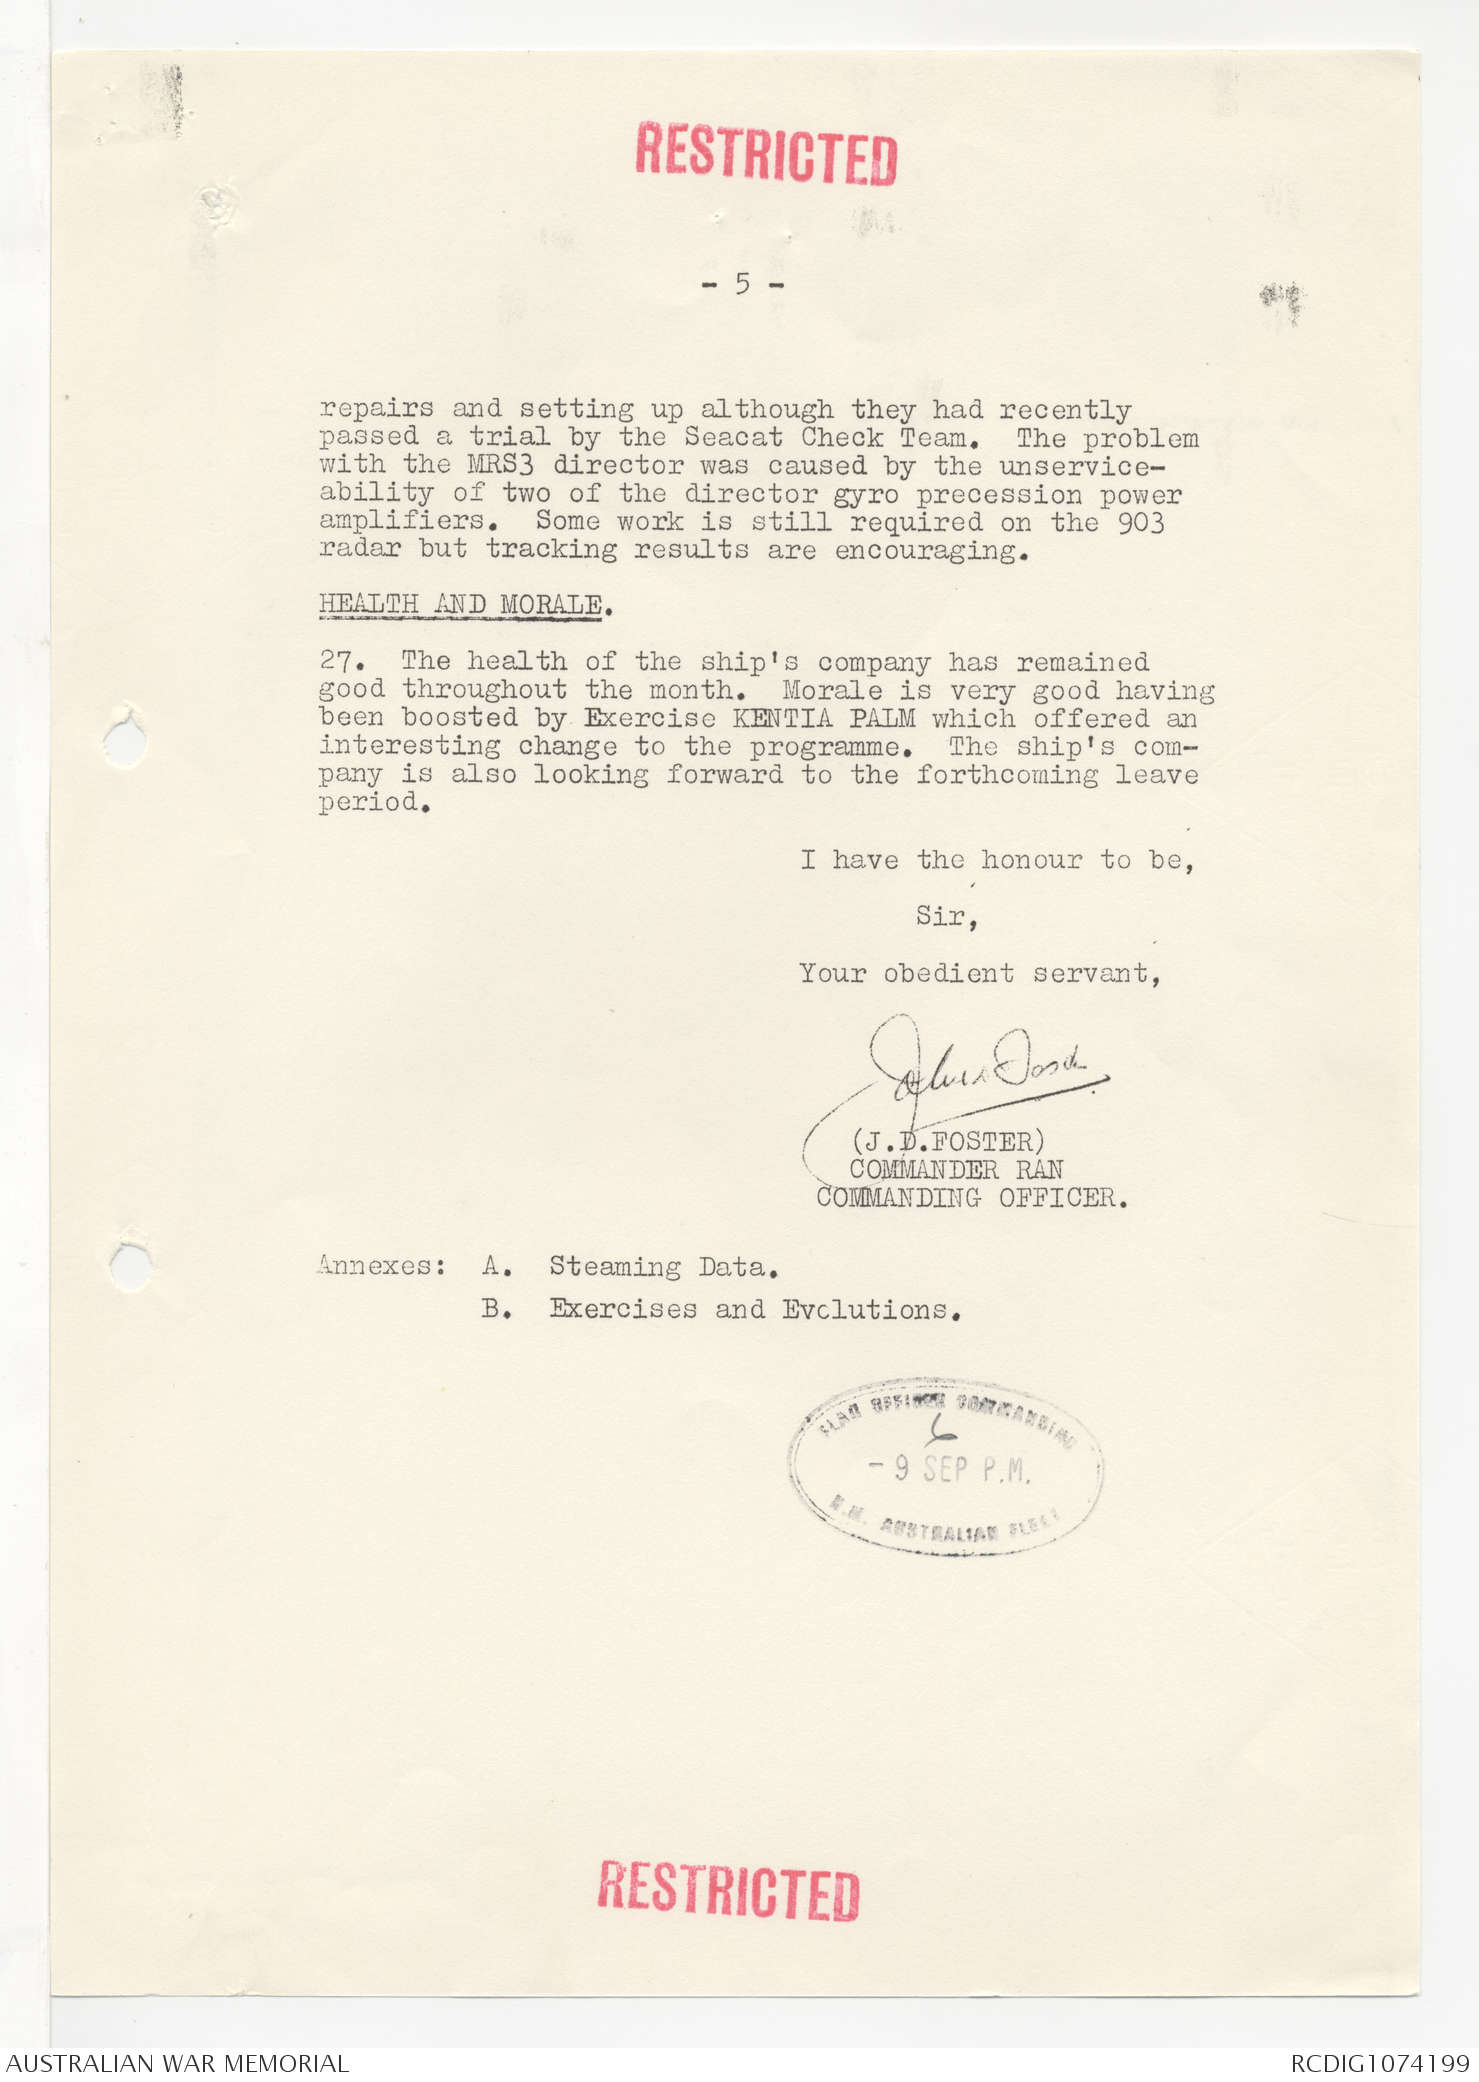 RESTRICTED
- 5 -
repairs and setting up although they had recently
passed a trial by the Seacat Check Team. The problem
with the MRS3 director was caused by the unservice-
ability of two of the director gyro precession power
amplifiers. Some work is still required on the 903
radar but tracking results are encouraging.
HEALTH AND MORALE.
27. The health of the ship's company has remained
good throughout the month. Morale is very good having
been boosted by Exercise KENTIA PALM which offered an
interesting change to the programme. The ship's com-
pany is also looking forward to the forthcoming leave
period.
I have the honour to be,
Sir,
Your obedient servant,
(J.D.FOSTER)
COMMANDER RAN
COMMANDING OFFICER.
Annexes: A. Steaming Data.
B. Exercises and Evolutions.
FLAG OFFICER COMMANDING
6
- 9 SEP P.M.
H.M. AUSTRALIAN FLEET
RESTRICTED
AUSTRALIAN WAR MEMORIAL
RCDIG1074199